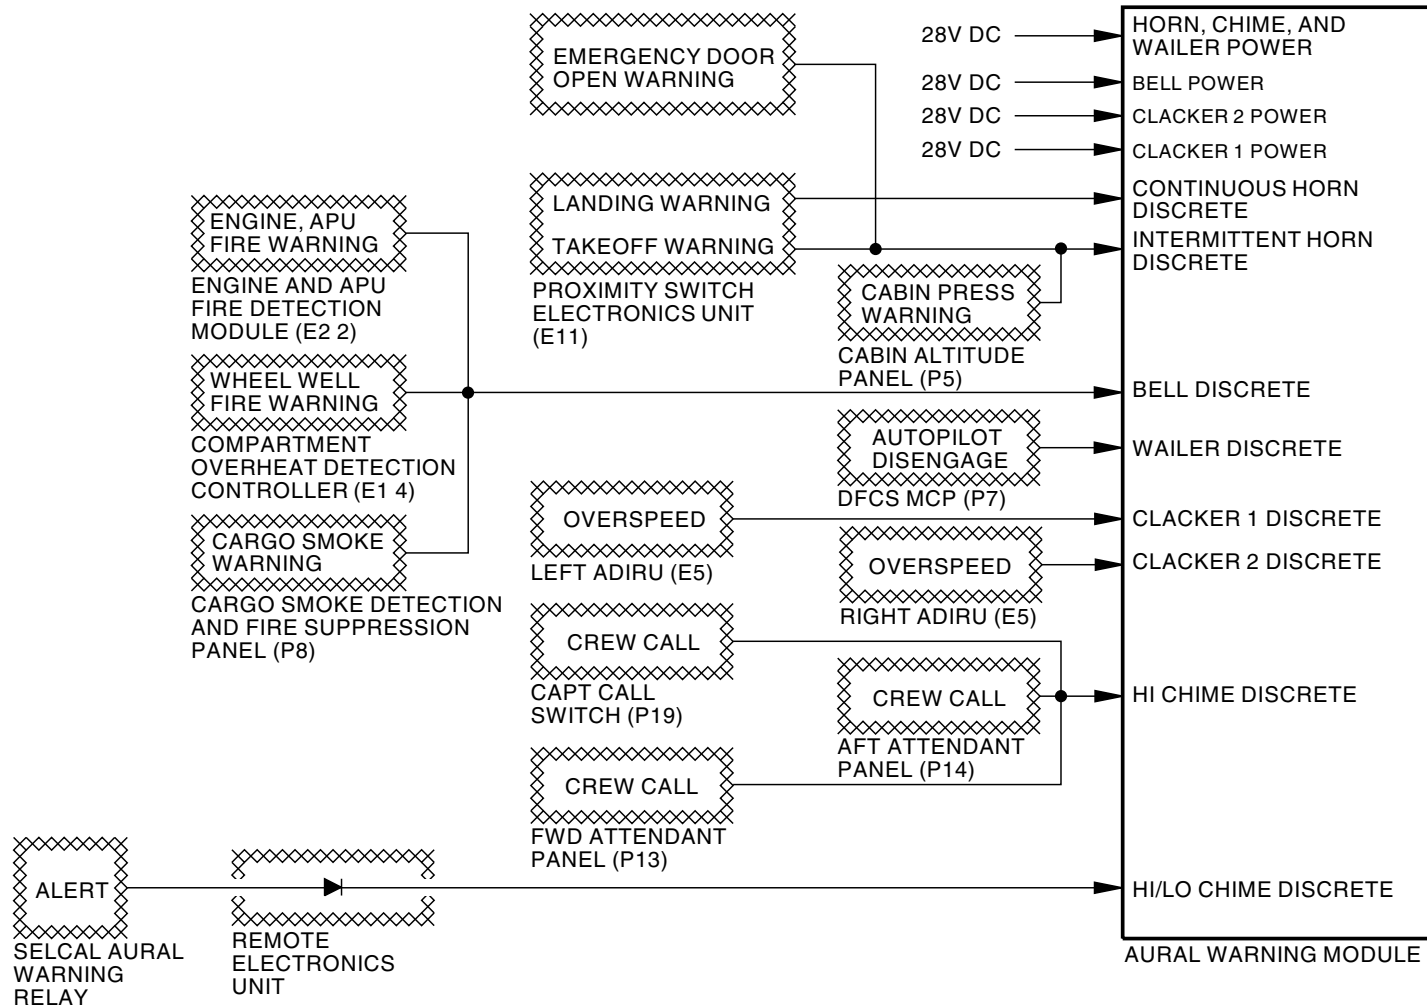 EMERGENCY DOOR
OPEN WARNING
28V DC
HORN, CHIME, AND
WAILER POWER
28V DC
BELL POWER
28V DC
CLACKER 2 POWER
28V DC
CLACKER 1 POWER
LANDING WARNING
TAKEOFF WARNING
PROXIMITY SWITCH
ELECTRONICS UNIT
(E11)
CONTINUOUS HORN
DISCRETE
INTERMITTENT HORN
DISCRETE
ENGINE, APU
FIRE WARNING
ENGINE AND APU
FIRE DETECTION
MODULE (E2 2)
CABIN PRESS
WARNING
CABIN ALTITUDE
PANEL (P5)
WHEEL WELL
FIRE WARNING
COMPARTMENT
OVERHEAT DETECTION
CONTROLLER (E1 4)
BELL DISCRETE
AUTOPILOT
DISENGAGE
DFCS MCP (P7)
WAILER DISCRETE
OVERSPEED
LEFT ADIRU (E5)
CLACKER 1 DISCRETE
CARGO SMOKE
WARNING
CARGO SMOKE DETECTION
AND FIRE SUPPRESSION
PANEL (P8)
OVERSPEED
RIGHT ADIRU (E5)
CLACKER 2 DISCRETE
CREW CALL
CAPT CALL
SWITCH (P19)
CREW CALL
AFT ATTENDANT
PANEL (P14)
HI CHIME DISCRETE
CREW CALL
FWD ATTENDANT
PANEL (P13)
ALERT
SELCAL AURAL
WARNING
RELAY
REMOTE
ELECTRONICS
UNIT
HI/LO CHIME DISCRETE
AURAL WARNING MODULE